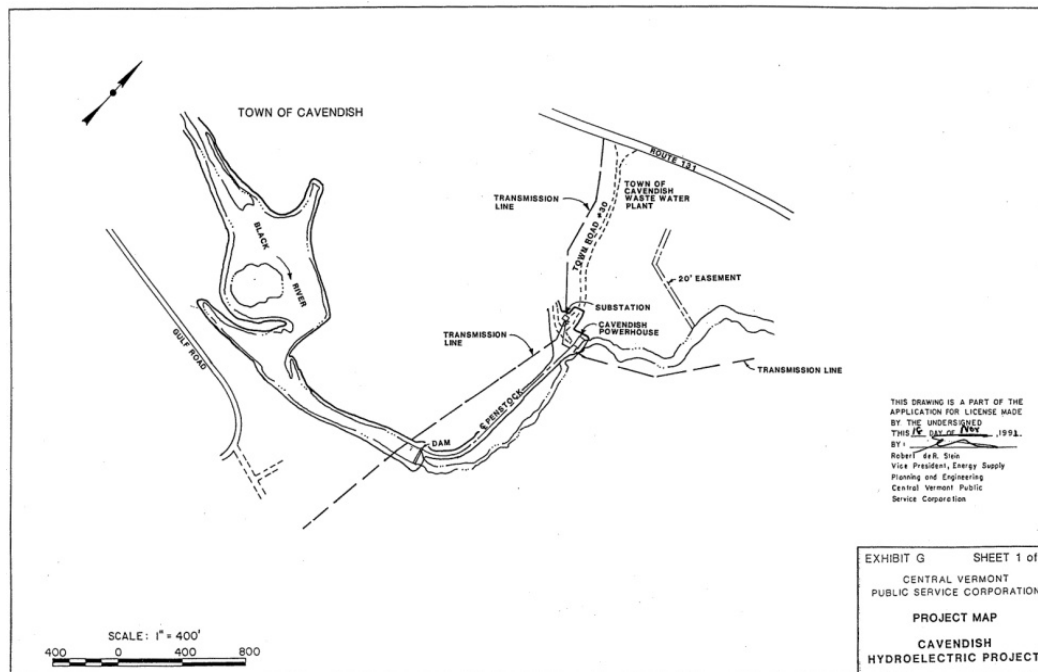 TOWN OF CAVENDISH
ROUTE 131
TRANSMISSION
LINE
TOWN OF
CAVENDISH
WASTE WATER
PLANT
TOWN ROAD #30
BLACK
RIVER
20' EASEMENT
SUBSTATION
CAVENDISH
POWERHOUSE
GULF ROAD
TRANSMISSION
LINE
TRANSMISSION LINE
℄ PENSTOCK
DAM
THIS DRAWING IS A PART OF THE
APPLICATION FOR LICENSE MADE
BY THE UNDERSIGNED
THIS 18 DAY OF Nov ,1991
BY:
Robert deR. Stein
Vice President, Energy Supply
Planning and Engineering
Central Vermont Public
Service Corporation
EXHIBIT G SHEET 1 of
CENTRAL VERMONT
PUBLIC SERVICE CORPORATION
PROJECT MAP
CAVENDISH
HYDROELECTRIC PROJECT
SCALE: 1" = 400'
400 0 400 800